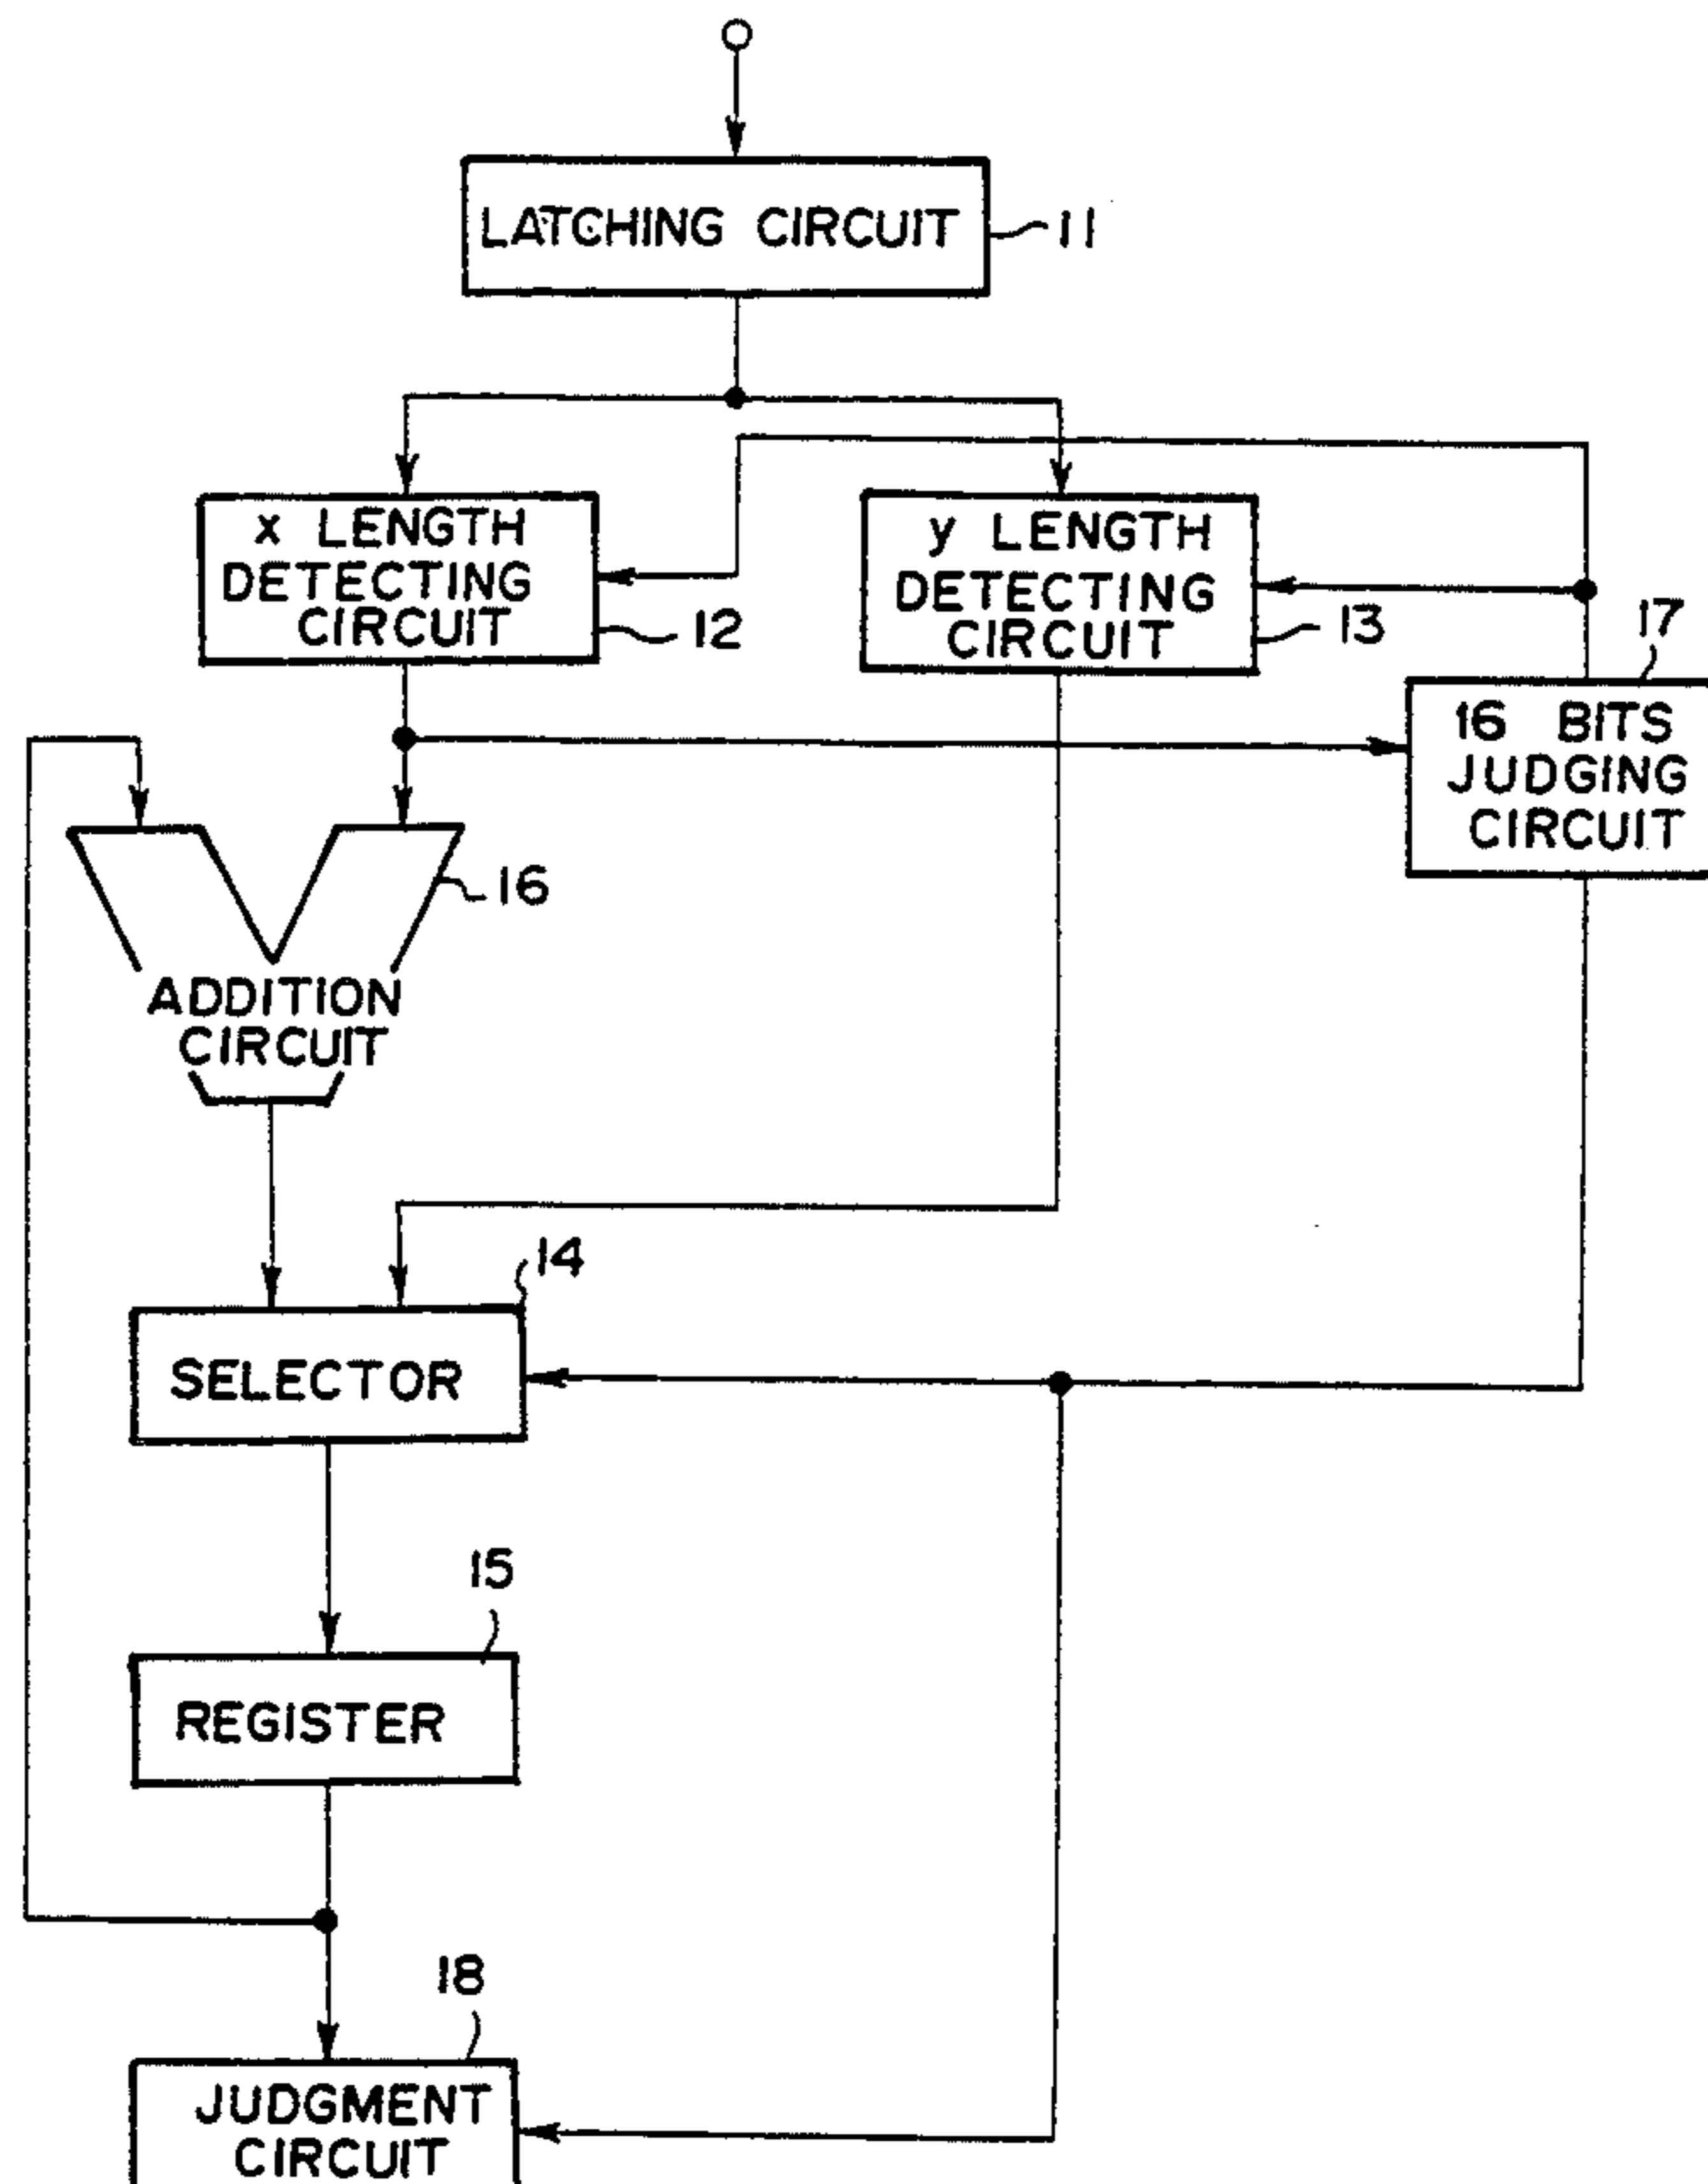 LATCHING CIRCUIT
11
x LENGTH
DETECTING
CIRCUIT
12
y LENGTH
DETECTING
CIRCUIT
13
17
16 BITS
JUDGING
CIRCUIT
16
ADDITION
CIRCUIT
14
SELECTOR
15
REGISTER
18
JUDGMENT
CIRCUIT